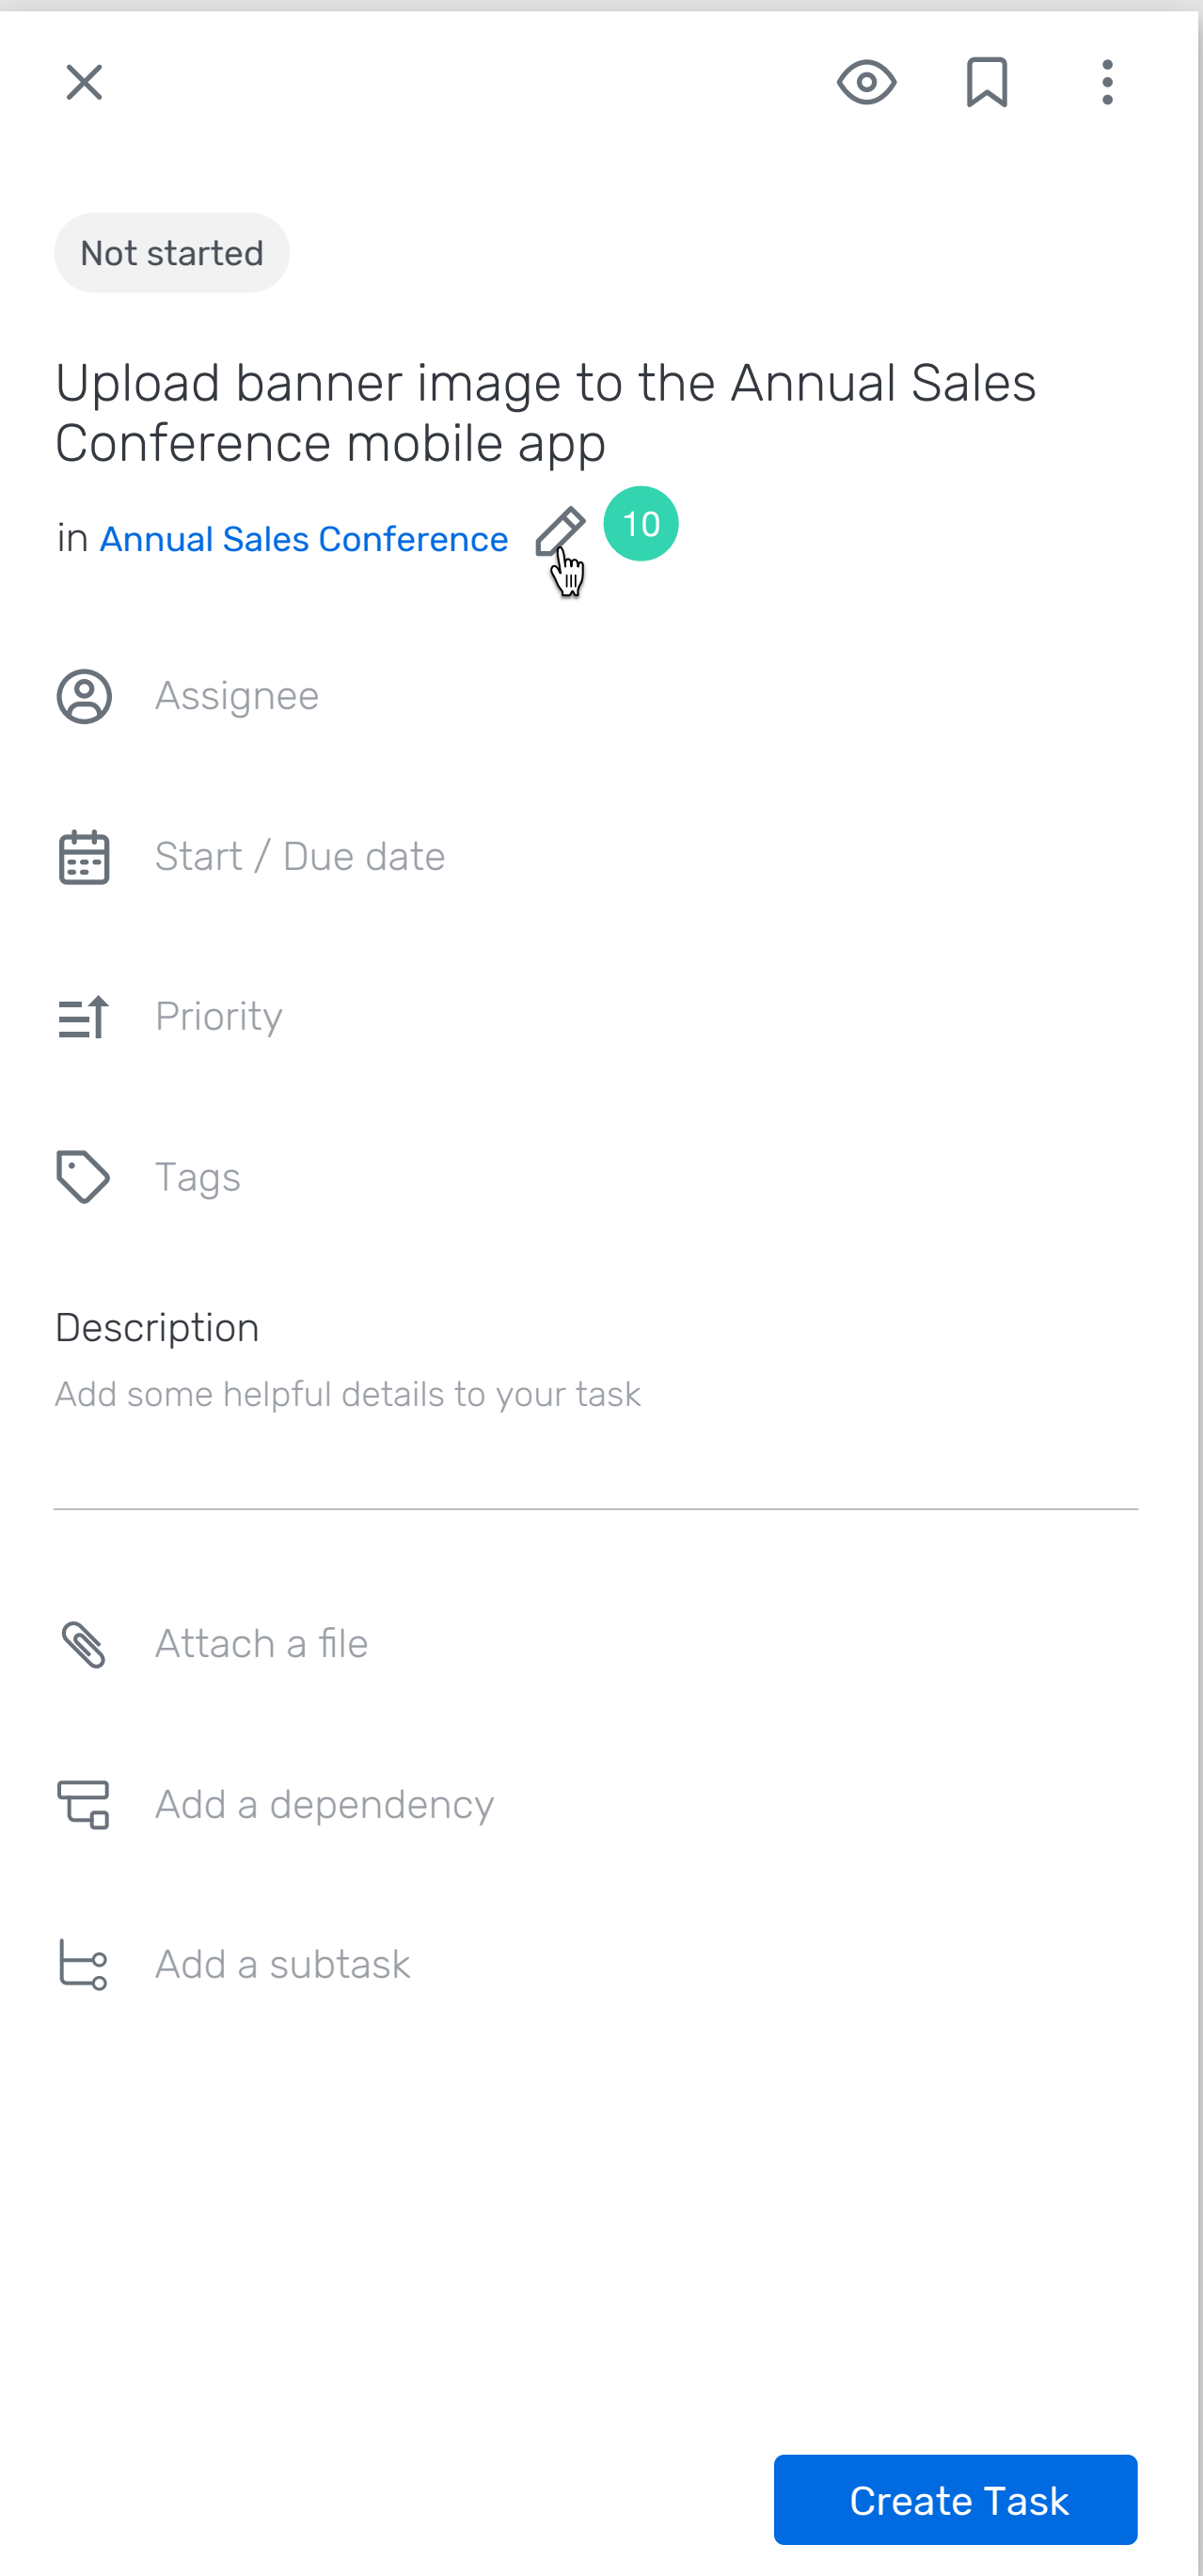 Not started
Upload banner image to the Annual Sales
Conference mobile app
in Annual Sales Conference 10
Assignee
Start / Due date
Priority
Tags
Description
Add some helpful details to your task
Attach a file
Add a dependency
Add a subtask
Create Task